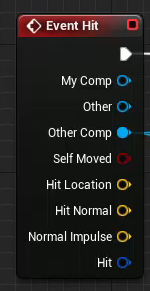 Event Hit
My Comp
Other
Other Comp
Self Moved
Hit Location
Hit Normal
Normal Impulse
Hit